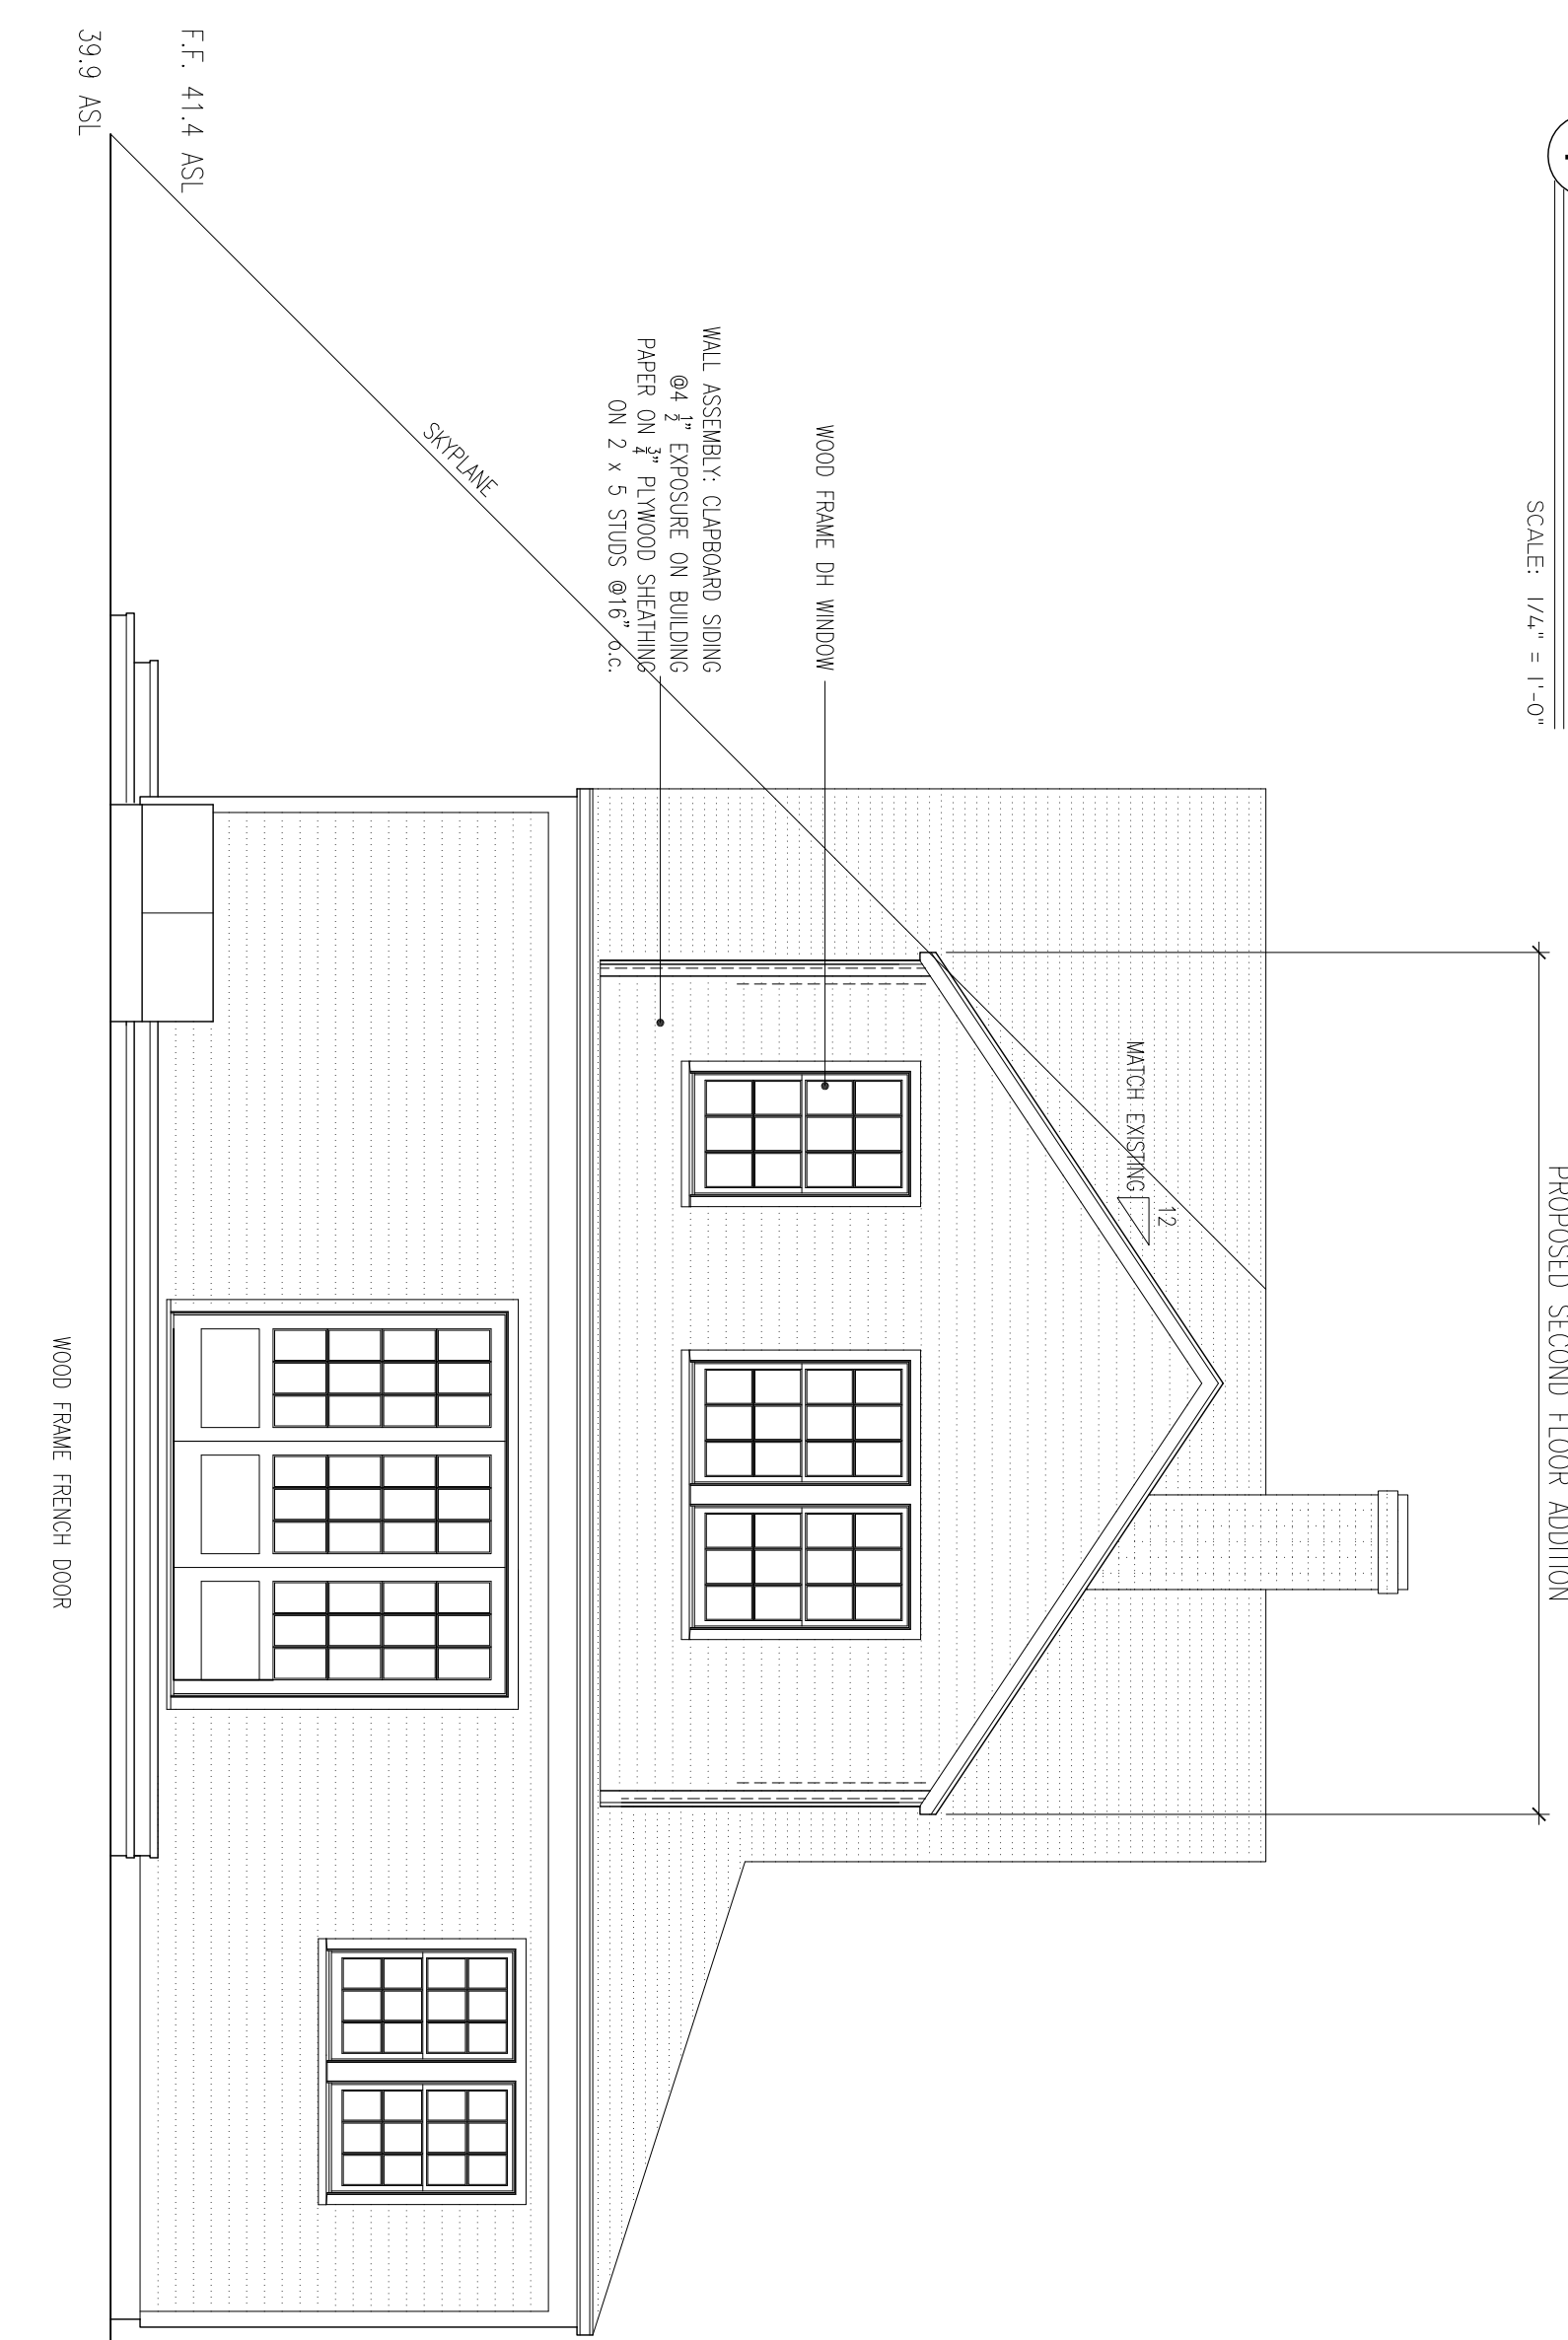 SCALE: 1/4" = 1'-0"
PROPOSED SECOND FLOOR ADDITION
12
MATCH EXISTING
WOOD FRAME DH WINDOW
WALL ASSEMBLY: CLAPBOARD SIDING
@4 1/2" EXPOSURE ON BUILDING
PAPER ON 3/4" PLYWOOD SHEATHING
ON 2 x 5 STUDS @16" o.c.
SKYPLANE
F.F. 41.4 ASL
39.9 ASL
WOOD FRAME FRENCH DOOR